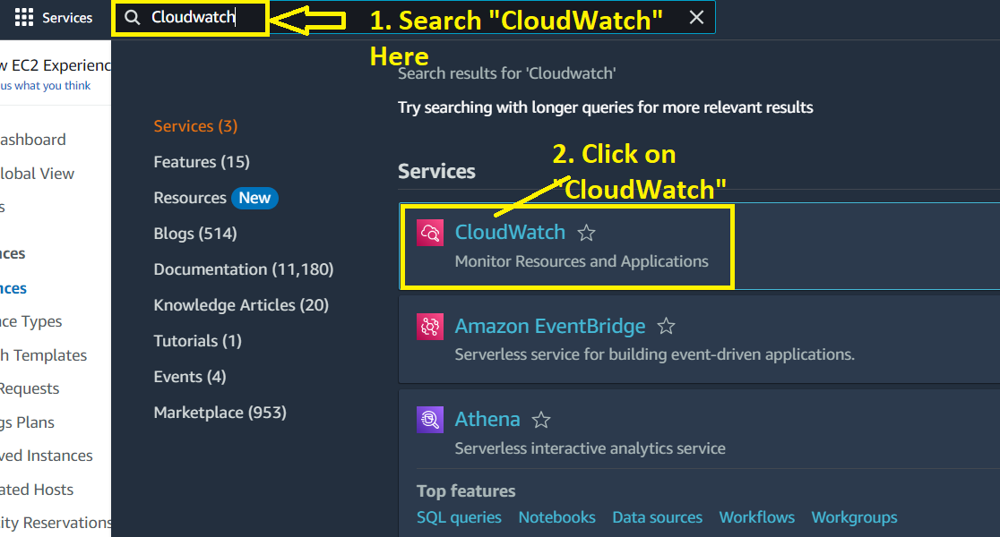 Services
Cloudwatch
1. Search "CloudWatch"
Here
w EC2 Experienc
us what you think
ashboard
lobal View
s
nces
nces
nce Types
h Templates
Requests
gs Plans
ved Instances
ated Hosts
ity Reservations
Services (3)
Features (15)
Resources New
Blogs (514)
Documentation (11,180)
Knowledge Articles (20)
Tutorials (1)
Events (4)
Marketplace (953)
Search results for 'Cloudwatch'
Try searching with longer queries for more relevant results
2. Click on
"CloudWatch"
Services
CloudWatch
Monitor Resources and Applications
Amazon EventBridge
Serverless service for building event-driven applications.
Athena
Serverless interactive analytics service
Top features
SQL queries Notebooks Data sources Workflows Workgroups